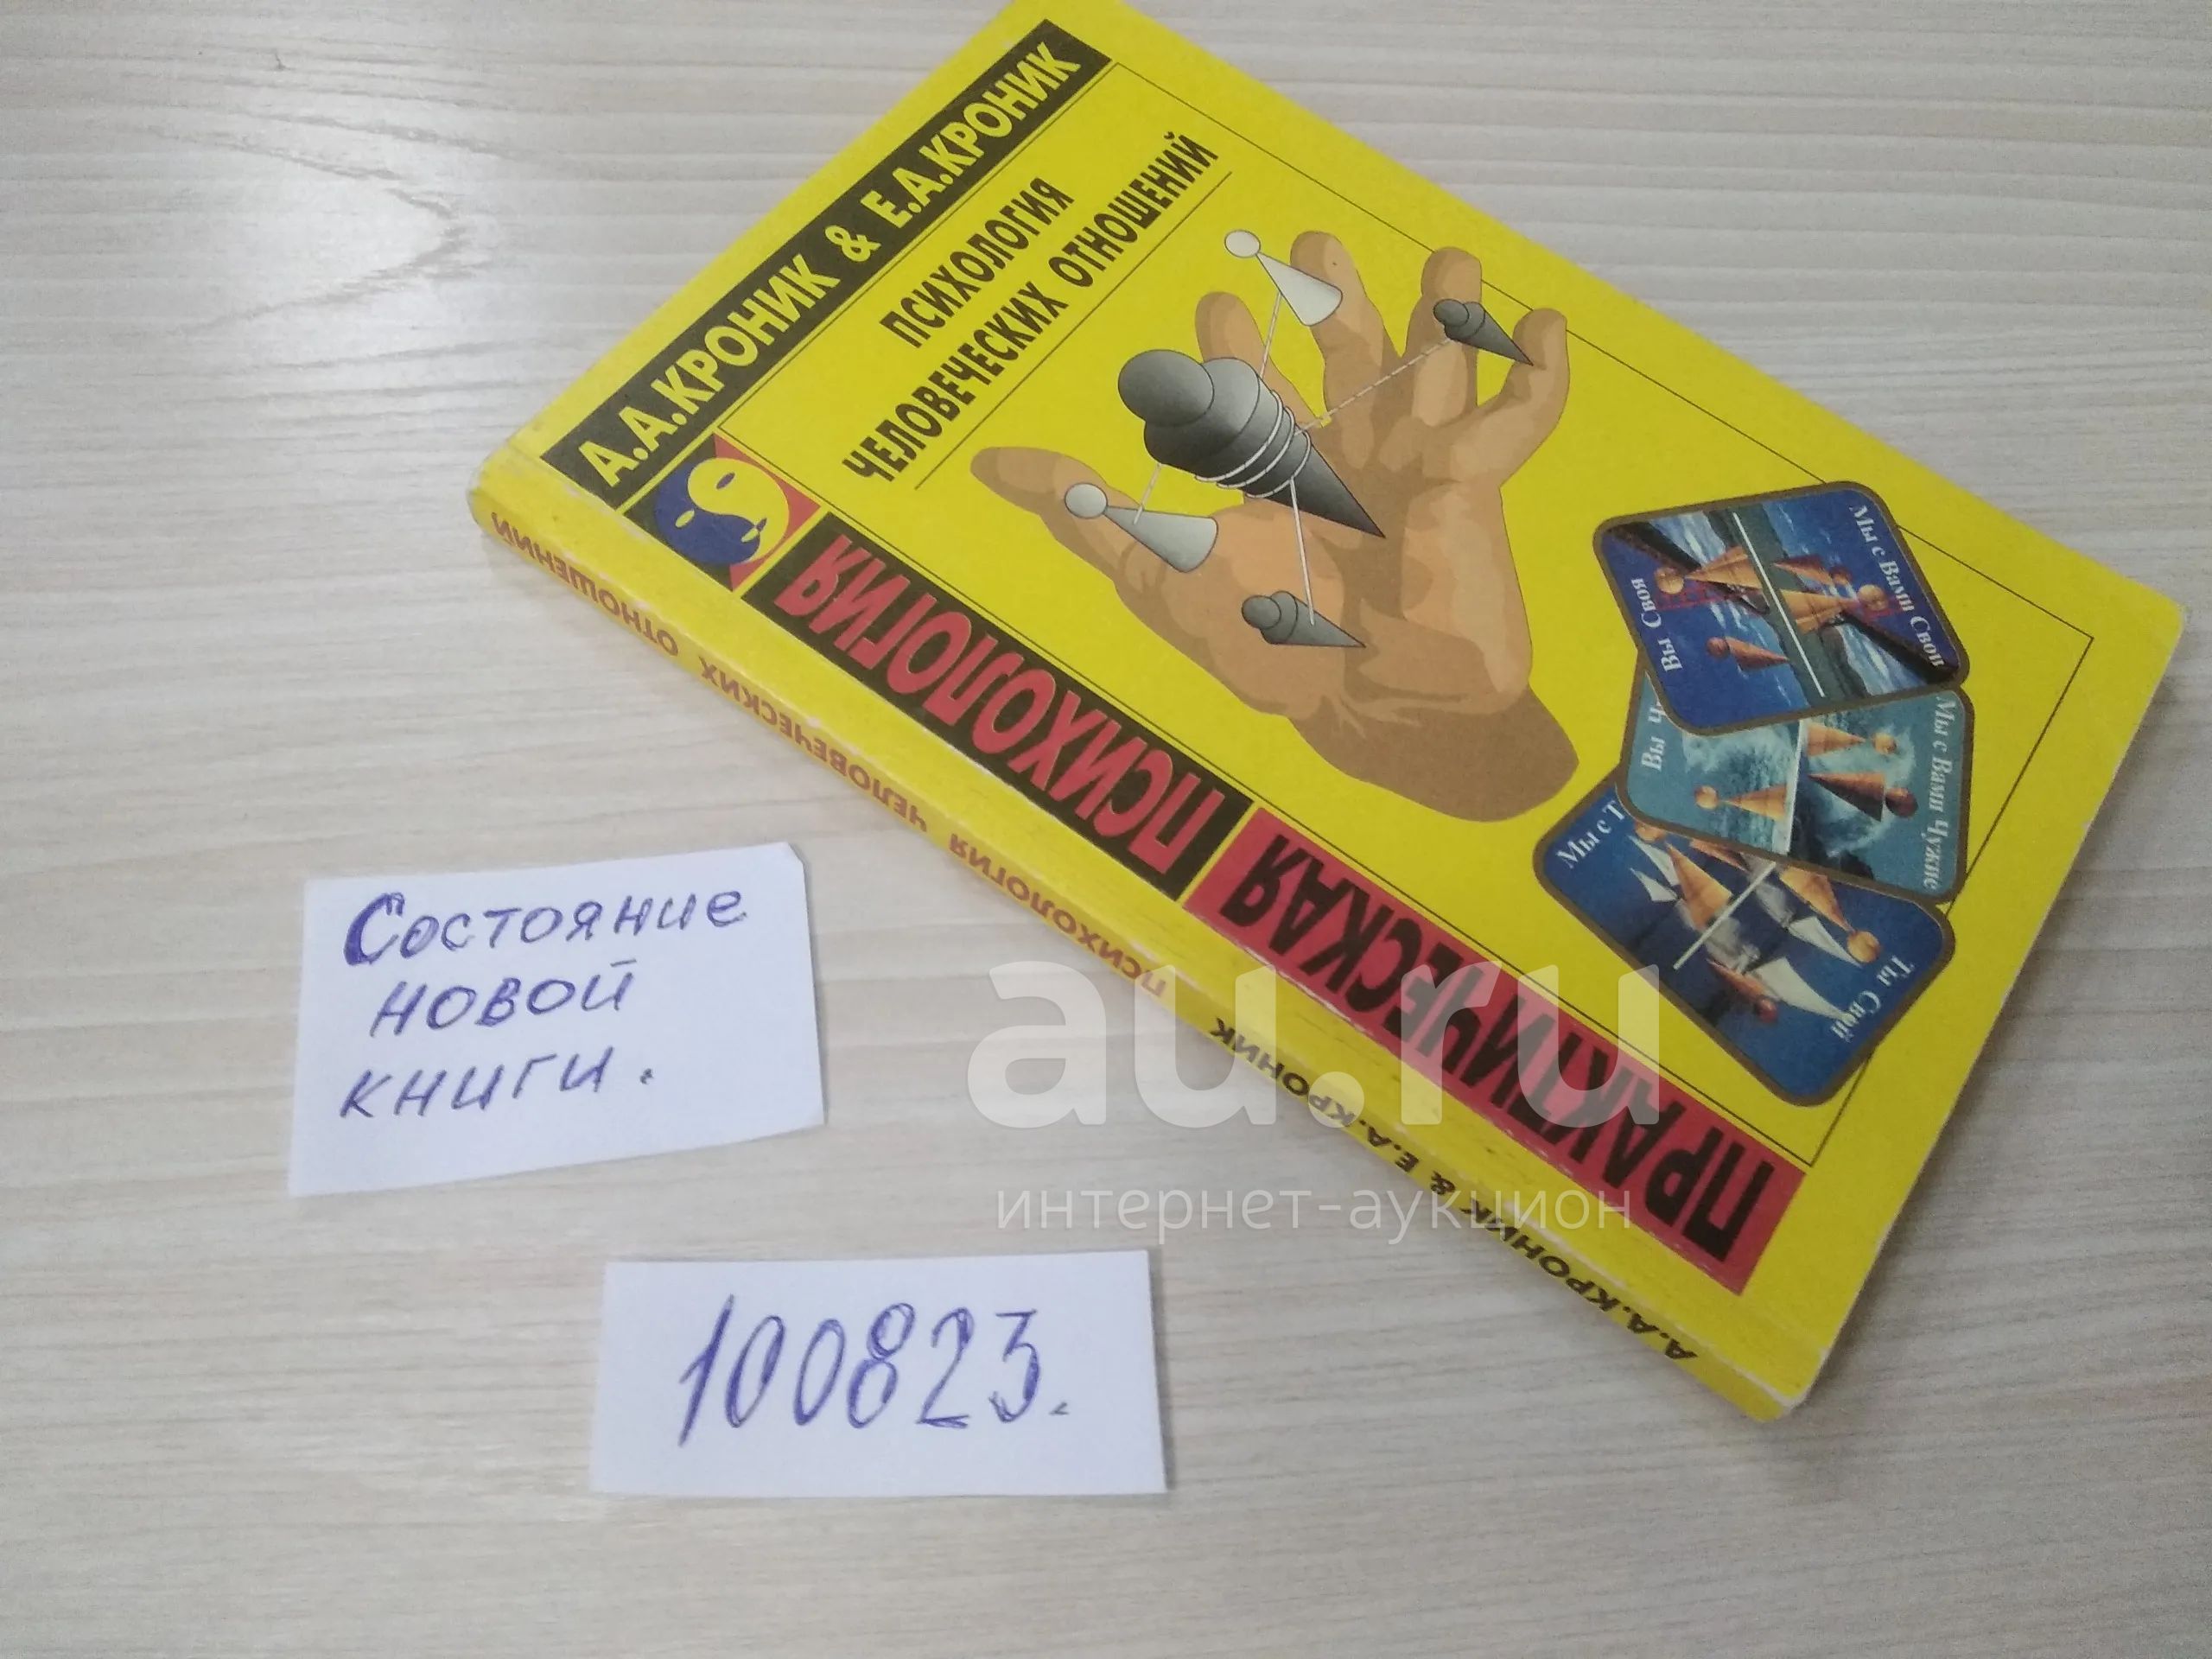 А.А.КРОНИК & Е.А.КРОНИК
ПСИХОЛОГИЯ
ЧЕЛОВЕЧЕСКИХ ОТНОШЕНИЙ
ПРАКТИЧЕСКАЯ ПСИХОЛОГИЯ
Вы Своя
Мы с Вами Свои
Вы
Мы с Вами Чужие
Мы с
Ты Свой
А.А.КРОНИК & Е.А.КРОНИК ПСИХОЛОГИЯ ЧЕЛОВЕЧЕСКИХ ОТНОШЕНИЙ
Состояние
новой
книги.
100823.
au.ru
интернет-аукцион